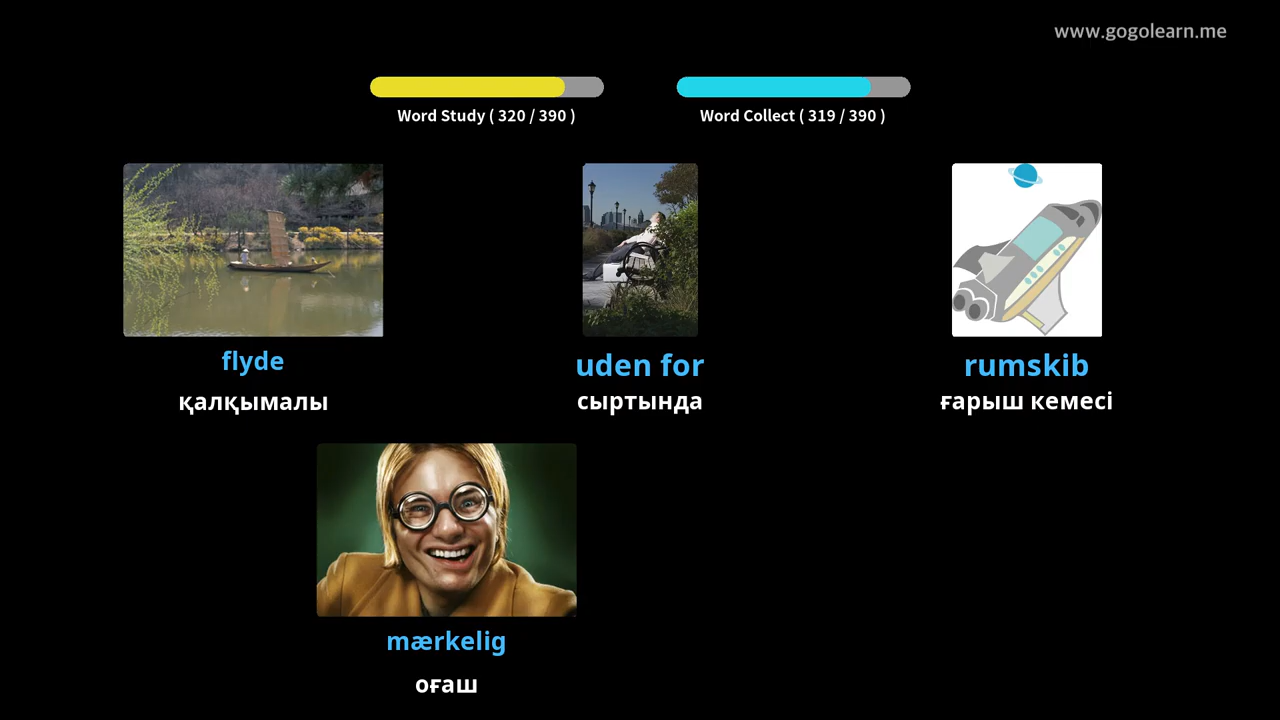 www.gogolearn.me
Word Study ( 320 / 390 )
Word Collect ( 319 / 390 )
flyde
қалқымалы
uden for
сыртында
rumskib
ғарыш кемесі
mærkelig
оғаш